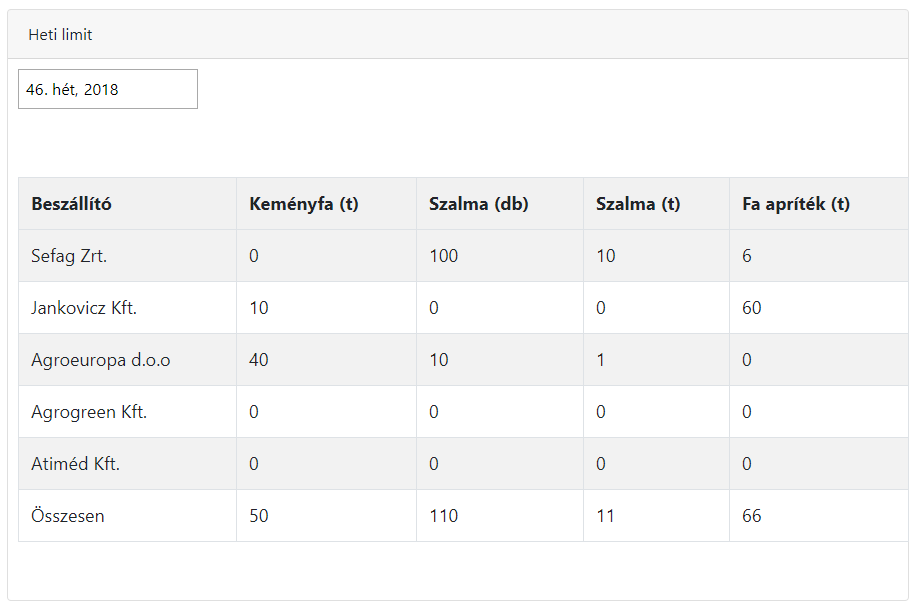 Heti limit
46. hét, 2018
Beszállító Keményfa (t) Szalma (db) Szalma (t) Fa apríték (t)
Sefag Zrt. 0 100 10 6
Jankovicz Kft. 10 0 0 60
Agroeuropa d.o.o 40 10 1 0
Agrogreen Kft. 0 0 0 0
Atiméd Kft. 0 0 0 0
Összesen 50 110 11 66